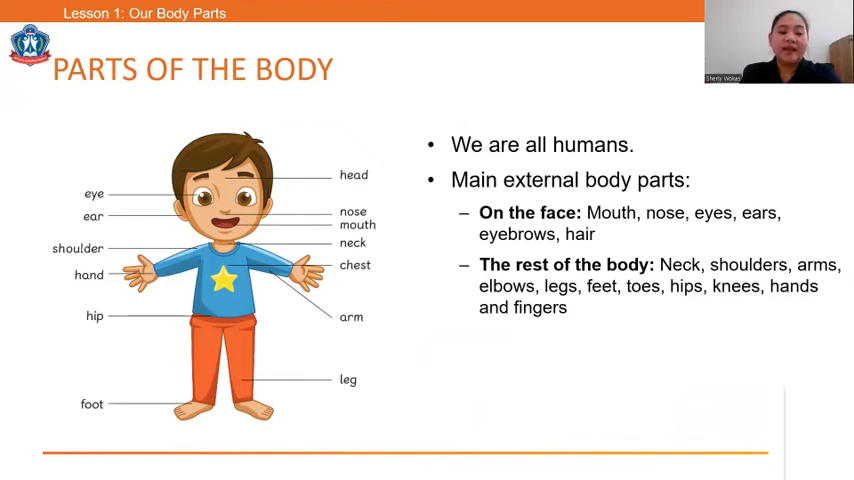 Lesson 1: Our Body Parts
PARTS OF THE BODY
Sherly Wokas
eye
ear
shoulder
hand
hip
foot
head
nose
mouth
neck
chest
arm
leg
• We are all humans.
• Main external body parts:
– On the face: Mouth, nose, eyes, ears,
eyebrows, hair
– The rest of the body: Neck, shoulders, arms,
elbows, legs, feet, toes, hips, knees, hands
and fingers